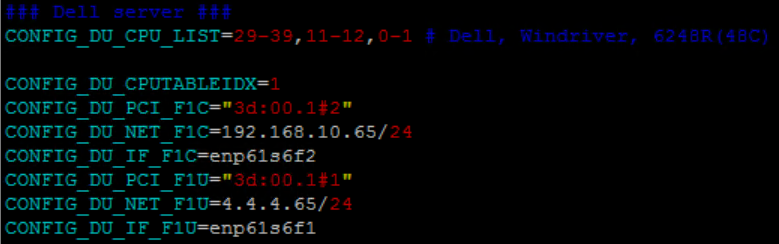 ### Dell server ###
CONFIG_DU_CPU_LIST=29-39,11-12,0-1 # Dell, Windriver, 6248R(48C)
CONFIG_DU_CPUTABLEIDX=1
CONFIG_DU_PCI_F1C="3d:00.1#2"
CONFIG_DU_NET_F1C=192.168.10.65/24
CONFIG_DU_IF_F1C=enp61s6f2
CONFIG_DU_PCI_F1U="3d:00.1#1"
CONFIG_DU_NET_F1U=4.4.4.65/24
CONFIG_DU_IF_F1U=enp61s6f1